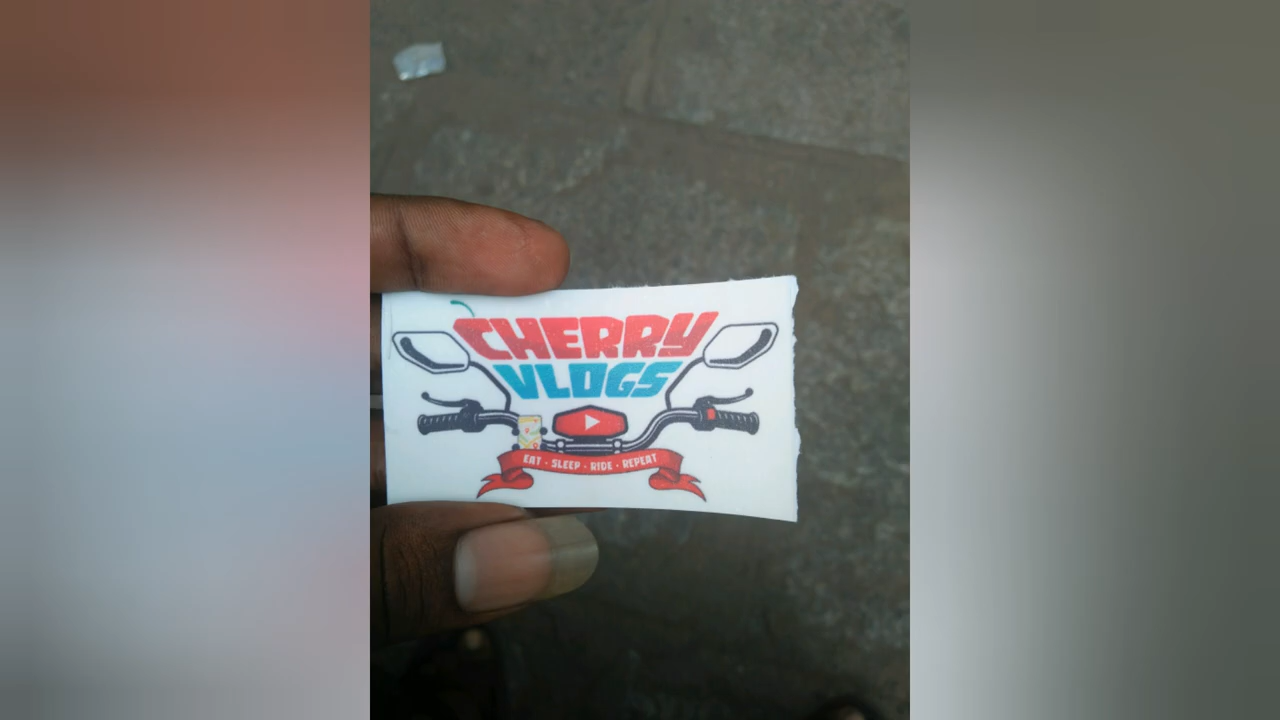 CHERRY
VLOGS
EAT · SLEEP · RIDE · REPEAT